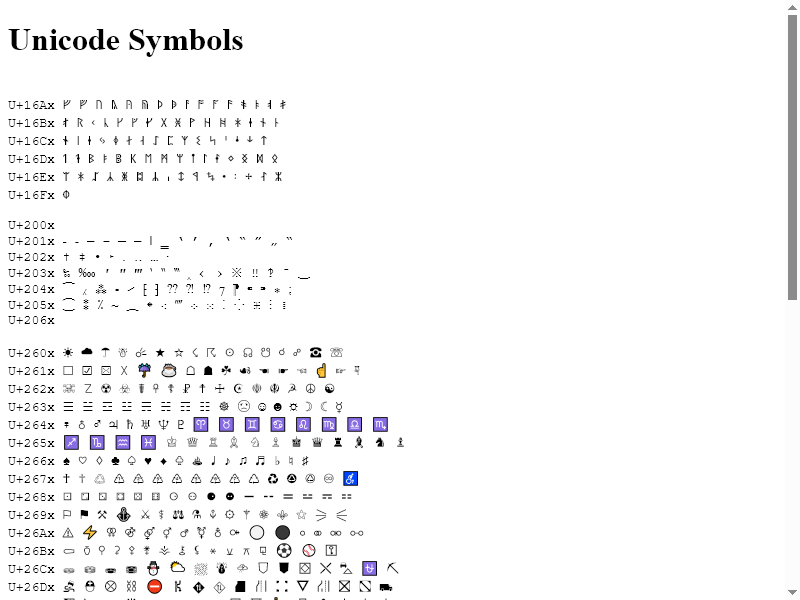 Unicode Symbols
U+16Ax ᚠ ᚡ ᚢ ᚣ ᚤ ᚥ ᚦ ᚧ ᚨ ᚩ ᚪ ᚫ ᚬ ᚭ ᚮ ᚯ
U+16Bx ᚰ ᚱ ᚲ ᚳ ᚴ ᚵ ᚶ ᚷ ᚸ ᚹ ᚺ ᚻ ᚼ ᚽ ᚾ ᚿ
U+16Cx ᛀ ᛁ ᛂ ᛃ ᛄ ᛅ ᛆ ᛇ ᛈ ᛉ ᛊ ᛋ ᛌ ᛍ ᛎ ᛏ
U+16Dx ᛐ ᛑ ᛒ ᛓ ᛔ ᛕ ᛖ ᛗ ᛘ ᛙ ᛚ ᛛ ᛜ ᛝ ᛞ ᛟ
U+16Ex ᛠ ᛡ ᛢ ᛣ ᛤ ᛥ ᛦ ᛧ ᛨ ᛩ ᛪ ᛫ ᛬ ᛭ ᛮ ᛯ
U+16Fx ᛰ
U+200x
U+201x ‐ ‑ ‒ – — ― ‖ ‗ ‘ ’ ‚ ‛ “ ” „ ‟
U+202x † ‡ • ‣ ․ ‥ … ‧
U+203x ‰ ‱ ′ ″ ‴ ‵ ‶ ‷ ‸ ‹ › ※ ‼ ‽ ‾ ‿
U+204x ⁀ ⁁ ⁂ ⁃ ⁄ ⁅ ⁆ ⁇ ⁈ ⁉ ⁊ ⁋ ⁌ ⁍ ⁎ ⁏
U+205x ⁐ ⁑ ⁒ ⁓ ⁔ ⁕ ⁖ ⁗ ⁘ ⁙ ⁚ ⁛ ⁜ ⁝ ⁞
U+206x
U+260x ☀ ☁ ☂ ☃ ☄ ★ ☆ ☇ ☈ ☉ ☊ ☋ ☌ ☍ ☎ ☏
U+261x ☐ ☑ ☒ ☓ ☔ ☕ ☖ ☗ ☘ ☙ ☚ ☛ ☜ ☝ ☞ ☟
U+262x ☠ ☡ ☢ ☣ ☤ ☥ ☦ ☧ ☨ ☩ ☪ ☫ ☬ ☭ ☮ ☯
U+263x ☰ ☱ ☲ ☳ ☴ ☵ ☶ ☷ ☸ ☹ ☺ ☻ ☼ ☽ ☾ ☿
U+264x ♀ ♁ ♂ ♃ ♄ ♅ ♆ ♇ ♈ ♉ ♊ ♋ ♌ ♍ ♎ ♏
U+265x ♐ ♑ ♒ ♓ ♔ ♕ ♖ ♗ ♘ ♙ ♚ ♛ ♜ ♝ ♞ ♟
U+266x ♠ ♡ ♢ ♣ ♤ ♥ ♦ ♧ ♨ ♩ ♪ ♫ ♬ ♭ ♮ ♯
U+267x ♰ ♱ ♲ ♳ ♴ ♵ ♶ ♷ ♸ ♹ ♺ ♻ ♼ ♽ ♾ ♿
U+268x ⚀ ⚁ ⚂ ⚃ ⚄ ⚅ ⚆ ⚇ ⚈ ⚉ ⚊ ⚋ ⚌ ⚍ ⚎ ⚏
U+269x ⚐ ⚑ ⚒ ⚓ ⚔ ⚕ ⚖ ⚗ ⚘ ⚙ ⚚ ⚛ ⚜ ⚝ ⚞ ⚟
U+26Ax ⚠ ⚡ ⚢ ⚣ ⚤ ⚥ ⚦ ⚧ ⚨ ⚩ ⚪ ⚫ ⚬ ⚭ ⚮ ⚯
U+26Bx ⚰ ⚱ ⚲ ⚳ ⚴ ⚵ ⚶ ⚷ ⚸ ⚹ ⚺ ⚻ ⚼ ⚽ ⚾ ⚿
U+26Cx ⛀ ⛁ ⛂ ⛃ ⛄ ⛅ ⛆ ⛇ ⛈ ⛉ ⛊ ⛋ ⛌ ⛍ ⛎ ⛏
U+26Dx ⛐ ⛑ ⛒ ⛓ ⛔ ⛕ ⛖ ⛗ ⛘ ⛙ ⛚ ⛛ ⛜ ⛝ ⛞ ⛟